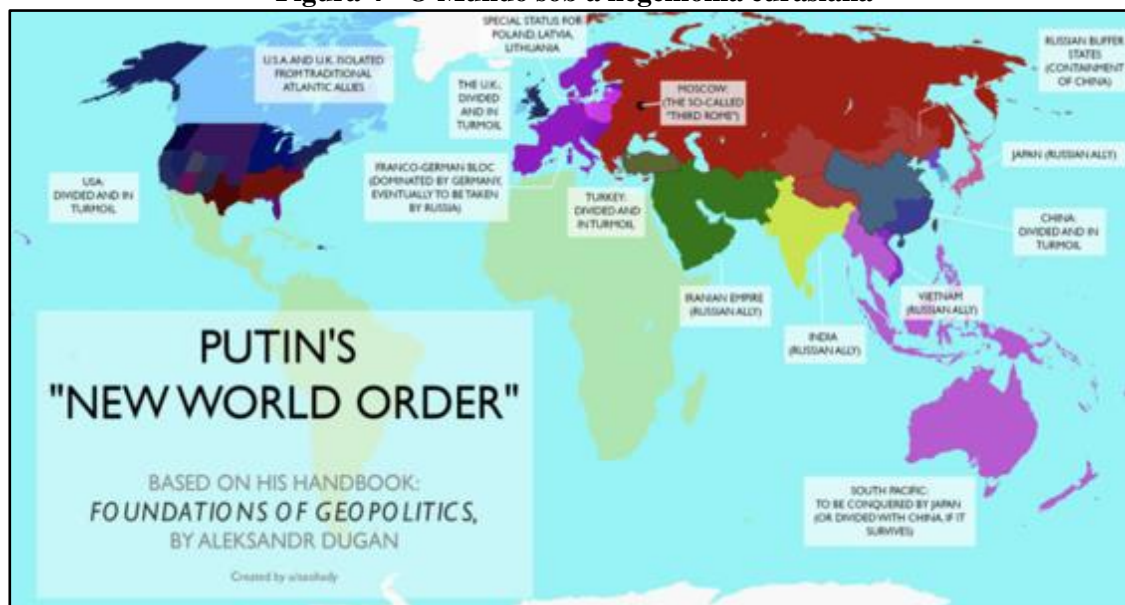 Figura 4 - O Mundo sob a hegemonia eurasiana
SPECIAL STATUS FOR
POLAND, LATVIA,
LITHUANIA
U.S.A AND U.K. ISOLATED
FROM TRADITIONAL
ATLANTIC ALLIES
THE U.K.:
DIVIDED
AND IN
TURMOIL
MOSCOW:
(THE SO-CALLED
"THIRD ROME")
RUSSIAN BUFFER
STATES
(CONTAINMENT
OF CHINA)
JAPAN (RUSSIAN ALLY)
USA:
DIVIDED AND IN
TURMOIL
FRANCO-GERMAN BLOC
(DOMINATED BY GERMANY,
EVENTUALLY TO BE TAKEN
BY RUSSIA)
TURKEY:
DIVIDED AND
IN TURMOIL
CHINA:
DIVIDED AND IN
TURMOIL
IRANIAN EMPIRE
(RUSSIAN ALLY)
VIETNAM
(RUSSIAN ALLY)
INDIA
(RUSSIAN ALLY)
PUTIN'S
"NEW WORLD ORDER"
BASED ON HIS HANDBOOK:
FOUNDATIONS OF GEOPOLITICS,
BY ALEKSANDR DUGAN
Created by
SOUTH PACIFIC:
TO BE CONQUERED BY JAPAN
(OR DIVIDED WITH CHINA, IF IT
SURVIVES)